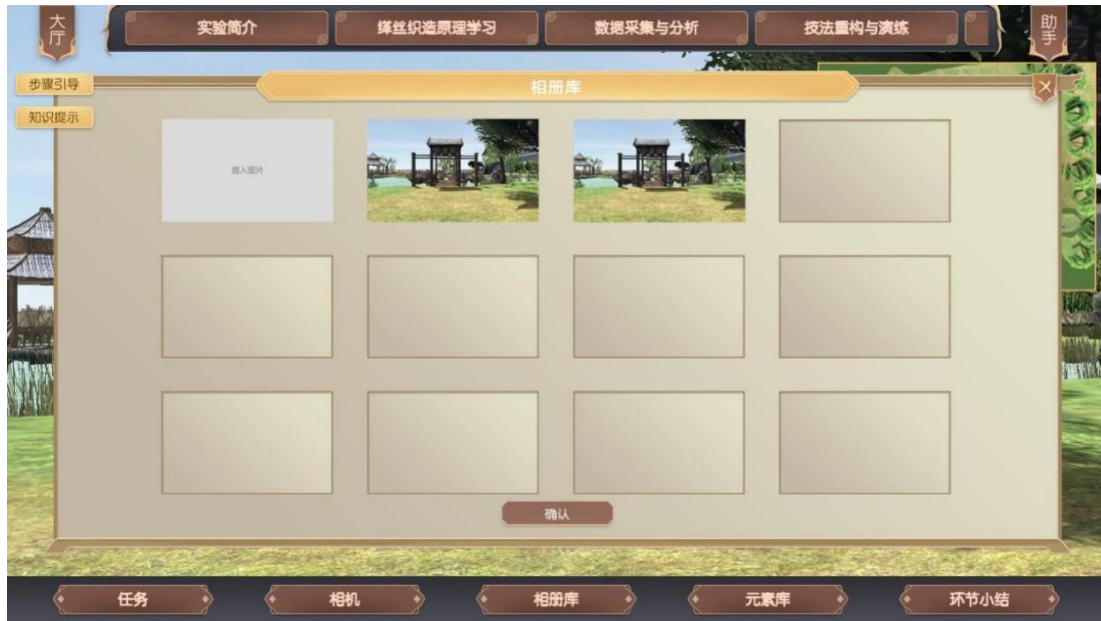 大厅
实验简介
缂丝织造原理学习
数据采集与分析
技法重构与演练
助手
步骤引导
相册库
知识提示
插入图片
确认
任务
相机
相册库
元素库
环节小结